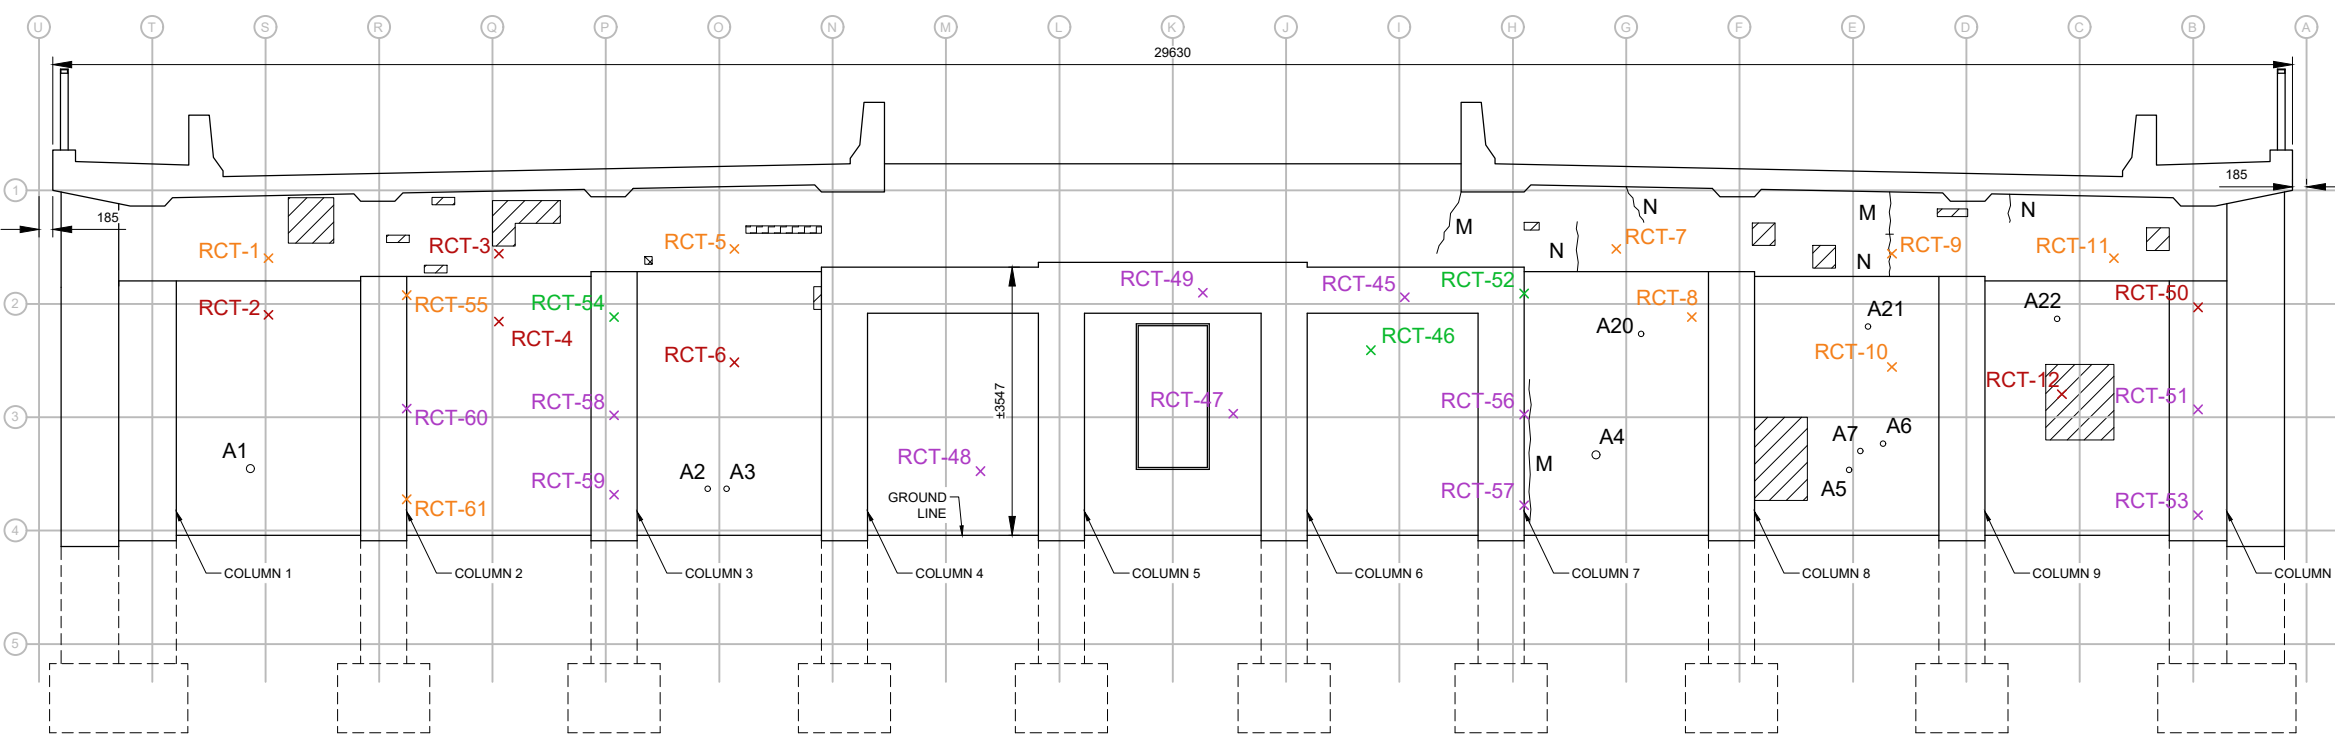 U T S R Q P O N M L K J I H G F E D C B A
29630
1
185
185
M N M N
N N
RCT-1 RCT-3 RCT-5 RCT-7 RCT-9 RCT-11
2
RCT-2 RCT-55 RCT-54 RCT-49 RCT-45 RCT-52 RCT-8 A21 A22 RCT-50
RCT-4 RCT-6 RCT-46 A20 RCT-10
±3547
3
RCT-60 RCT-58 RCT-47 RCT-56 RCT-12 RCT-51
A1 A2 A3 RCT-48 M A4 A7 A6
RCT-61 RCT-59 RCT-57 A5 RCT-53
GROUND
LINE
4
COLUMN 1 COLUMN 2 COLUMN 3 COLUMN 4 COLUMN 5 COLUMN 6 COLUMN 7 COLUMN 8 COLUMN 9 COLUMN
5